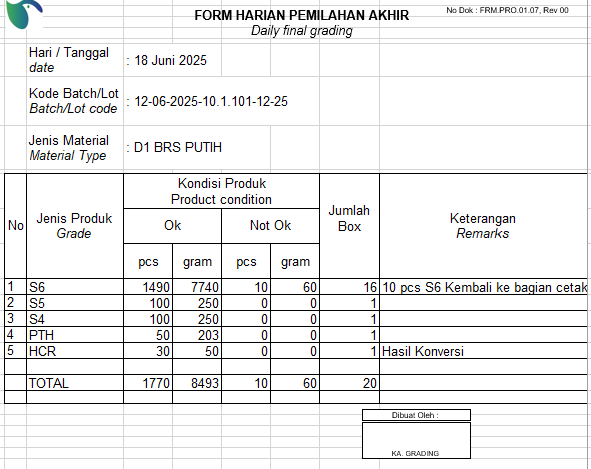 FORM HARIAN PEMILAHAN AKHIR
No Dok : FRM.PRO.01.07, Rev 00
Daily final grading
Hari / Tanggal : 18 Juni 2025
date
Kode Batch/Lot : 12-06-2025-10.1.101-12-25
Batch/Lot code
Jenis Material : D1 BRS PUTIH
Material Type
No Jenis Produk Grade Kondisi Produk Product condition Jumlah Box Keterangan Remarks
Ok Not Ok
pcs gram pcs gram
1 S6 1490 7740 10 60 16 10 pcs S6 Kembali ke bagian cetak
2 S5 100 250 0 0 1
3 S4 100 250 0 0 1
4 PTH 50 203 0 0 1
5 HCR 30 50 0 0 1 Hasil Konversi
TOTAL 1770 8493 10 60 20
Dibuat Oleh :
KA. GRADING